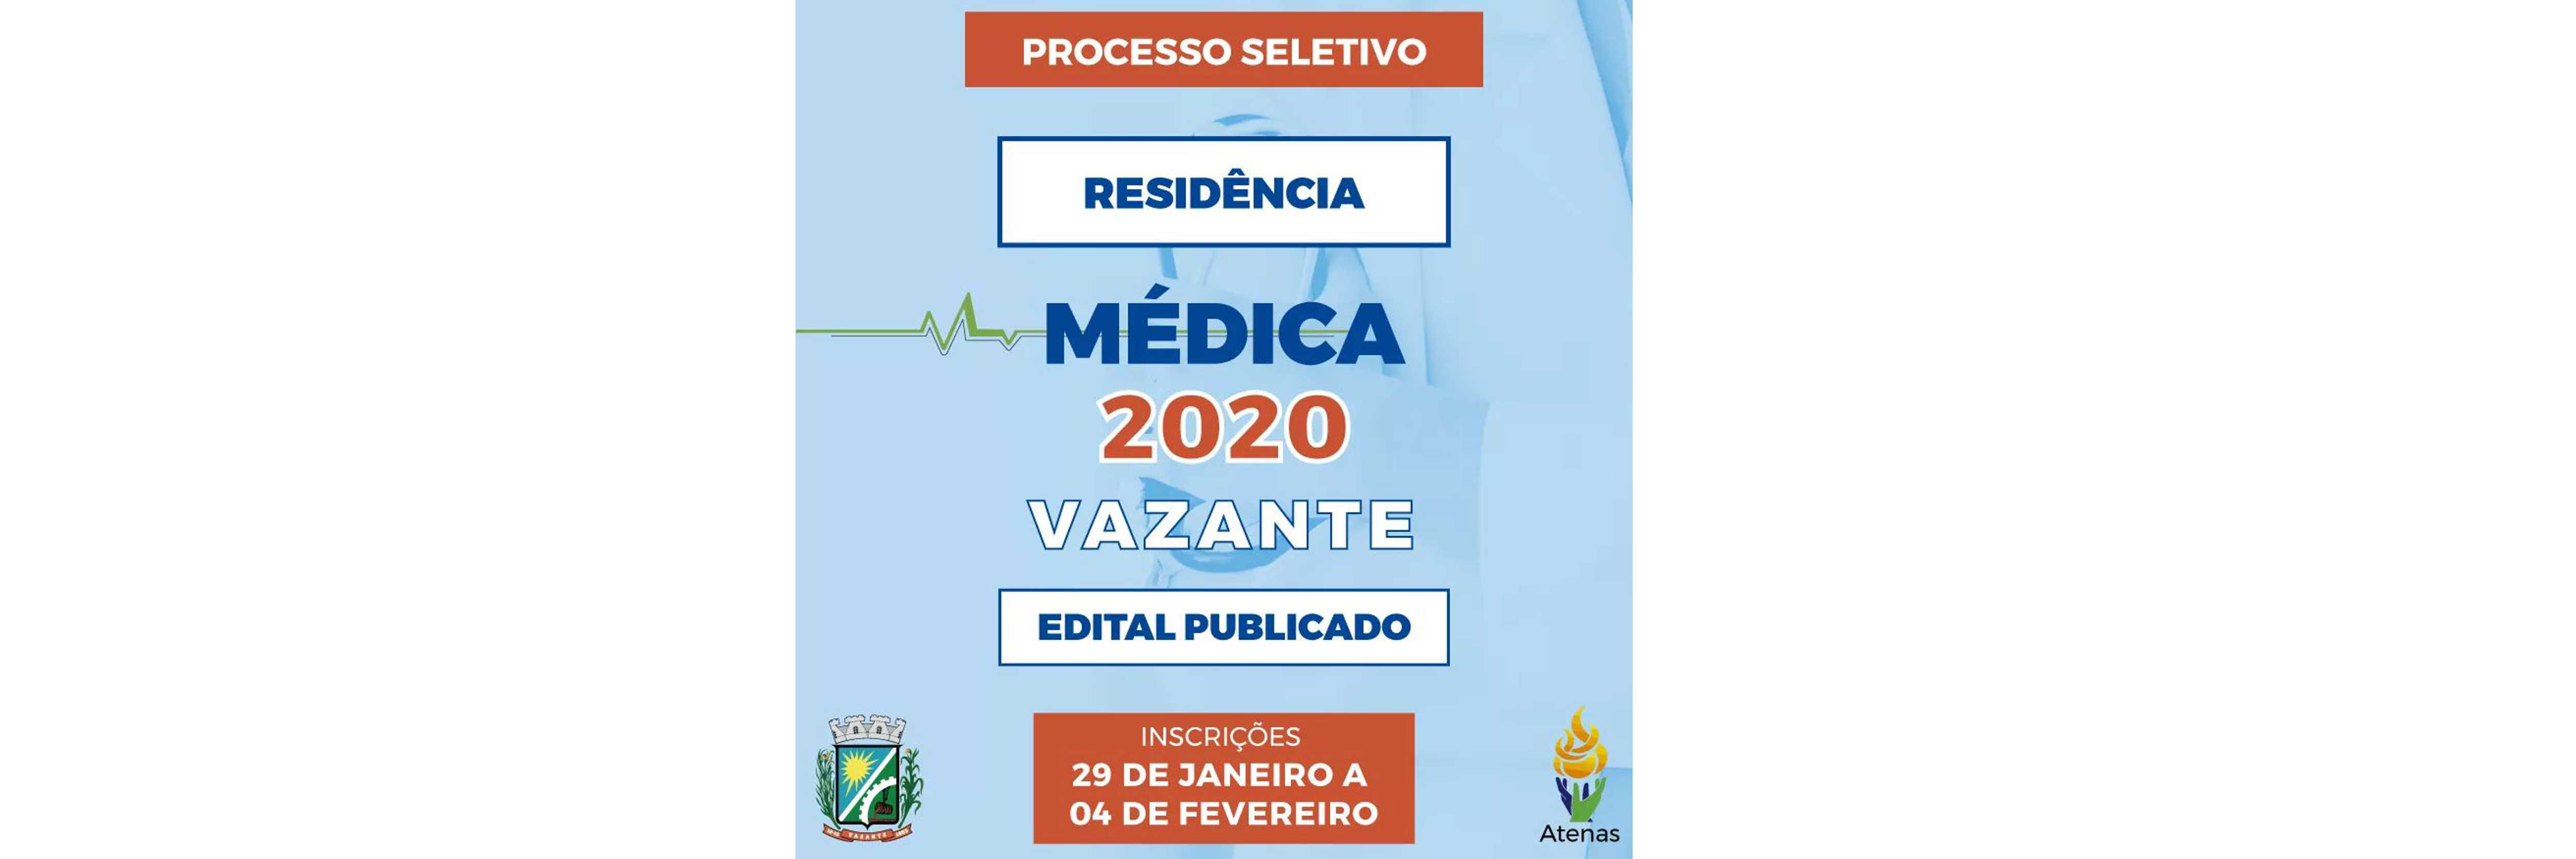 PROCESSO SELETIVO
RESIDÊNCIA
MÉDICA
2020
VAZANTE
EDITAL PUBLICADO
INSCRIÇÕES
29 DE JANEIRO A
04 DE FEVEREIRO
VAZANTE
Atenas